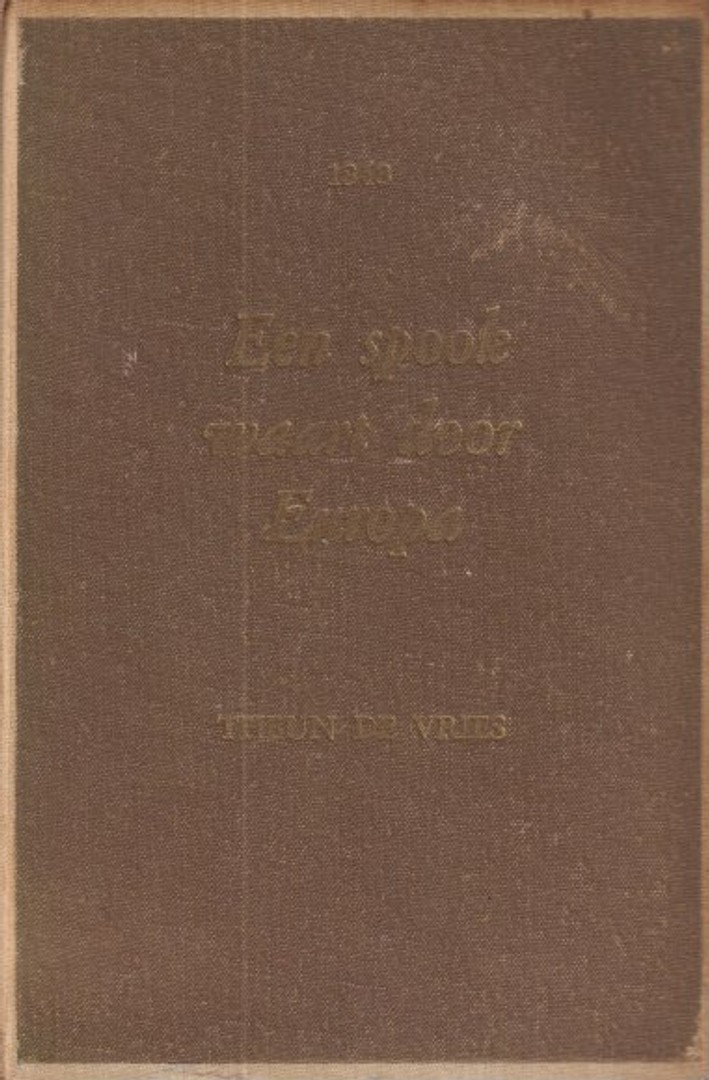 1848
Een spook
waart door
Europa
THEUN DE VRIES